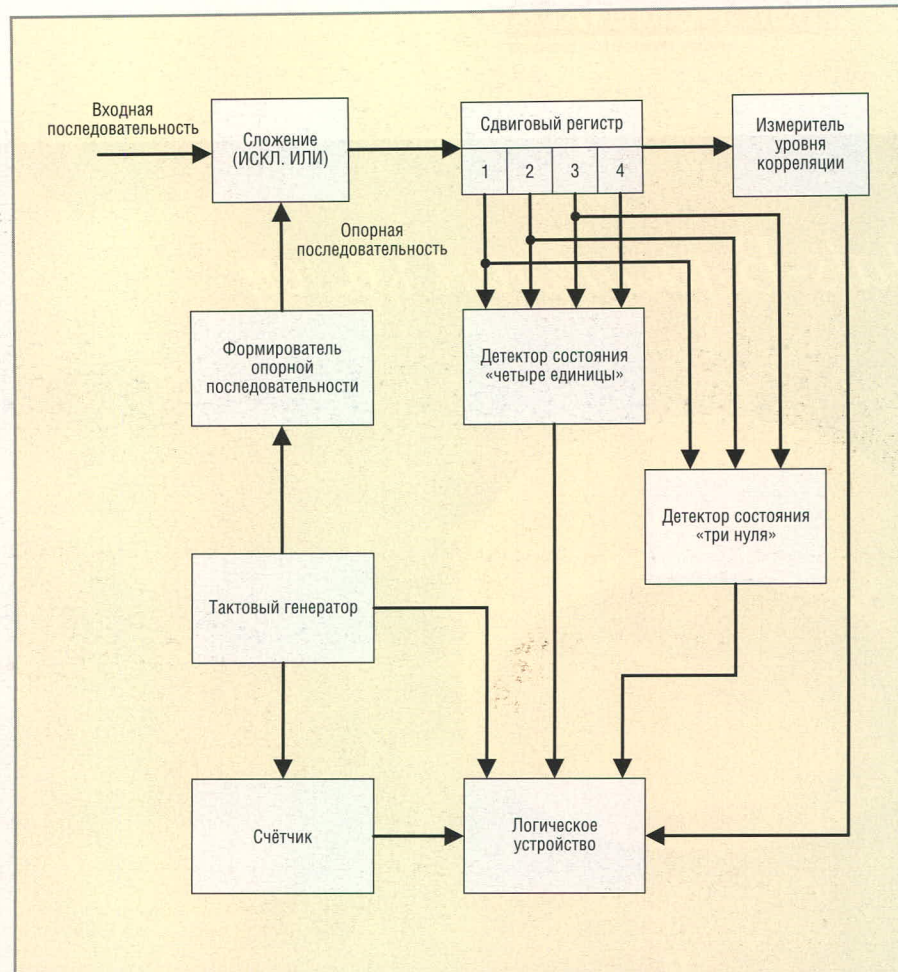 Входная
последовательность
Сложение
(ИСКЛ. ИЛИ)
Сдвиговый регистр
1 2 3 4
Измеритель
уровня
корреляции
Опорная
последовательность
Формирователь
опорной
последовательности
Детектор состояния
«четыре единицы»
Детектор состояния
«три нуля»
Тактовый генератор
Счётчик
Логическое
устройство